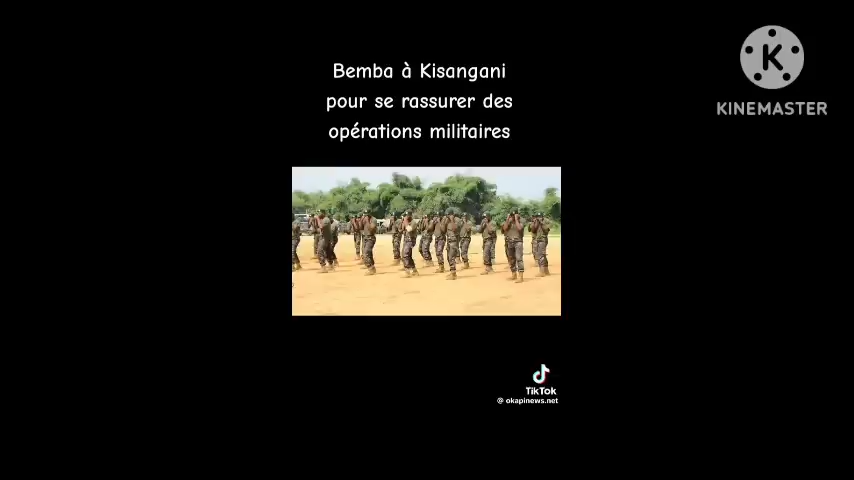 Bemba à Kisangani
pour se rassurer des
opérations militaires
KINEMASTER
TikTok
@ okapinews.net